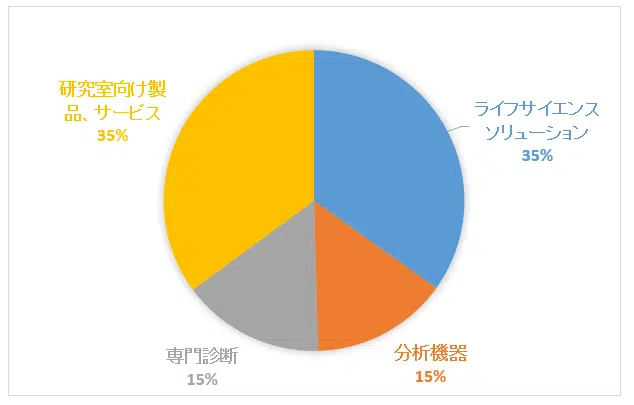 研究室向け製
品、サービス
35%
ライフサイエンス
ソリューション
35%
専門診断
15%
分析機器
15%